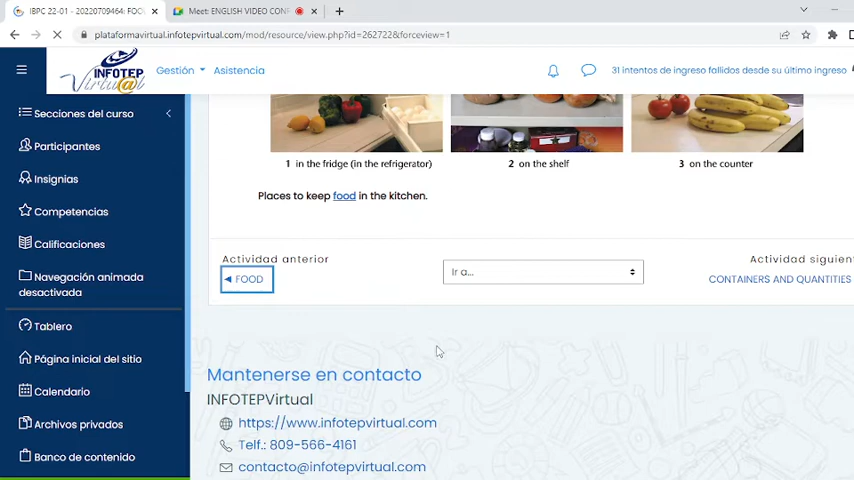 IBPC 22-01 - 20220709464: FOO
Meet: ENGLISH VIDEO CONF
plataformavirtual.infotepvirtual.com/mod/resource/view.php?id=262722&forceview=1
INFOTEP
Virtu@l
Gestión
Asistencia
31 intentos de ingreso fallidos desde su último ingreso
Secciones del curso
Participantes
Insignias
Competencias
Calificaciones
Navegación animada
desactivada
Tablero
Página inicial del sitio
Calendario
Archivos privados
Banco de contenido
1 in the fridge (in the refrigerator)
2 on the shelf
3 on the counter
Places to keep food in the kitchen.
Actividad anterior
◄ FOOD
Ir a...
Actividad siguien
CONTAINERS AND QUANTITIES
Mantenerse en contacto
INFOTEPVirtual
https://www.infotepvirtual.com
Telf.: 809-566-4161
contacto@infotepvirtual.com